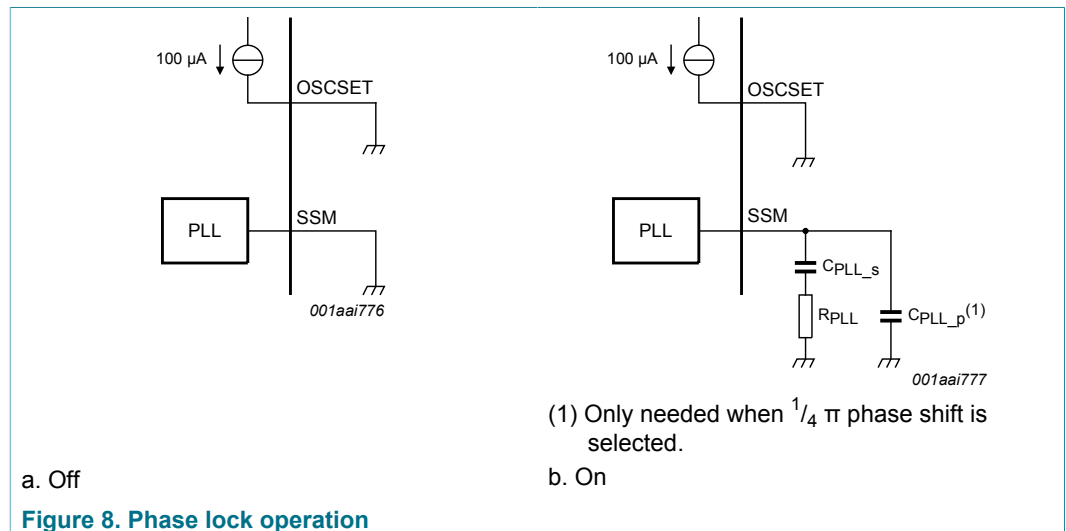 100 µA
OSCSET
PLL
SSM
001aai776
100 µA
OSCSET
PLL
SSM
CPLL_s
RPLL
CPLL_p(1)
001aai777
(1) Only needed when 1/4 π phase shift is
selected.
a. Off
b. On
Figure 8. Phase lock operation